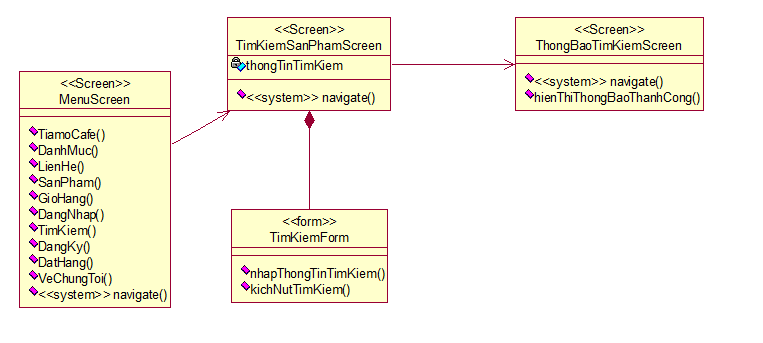 <<Screen>>
MenuScreen
TiamoCafe()
DanhMuc()
LienHe()
SanPham()
GioHang()
DangNhap()
TimKiem()
DangKy()
DatHang()
VeChungToi()
<<system>> navigate()
<<Screen>>
TimKiemSanPhamScreen
thongTinTimKiem
<<system>> navigate()
<<form>>
TimKiemForm
nhapThongTinTimKiem()
kichNutTimKiem()
<<Screen>>
ThongBaoTimKiemScreen
<<system>> navigate()
hienThiThongBaoThanhCong()